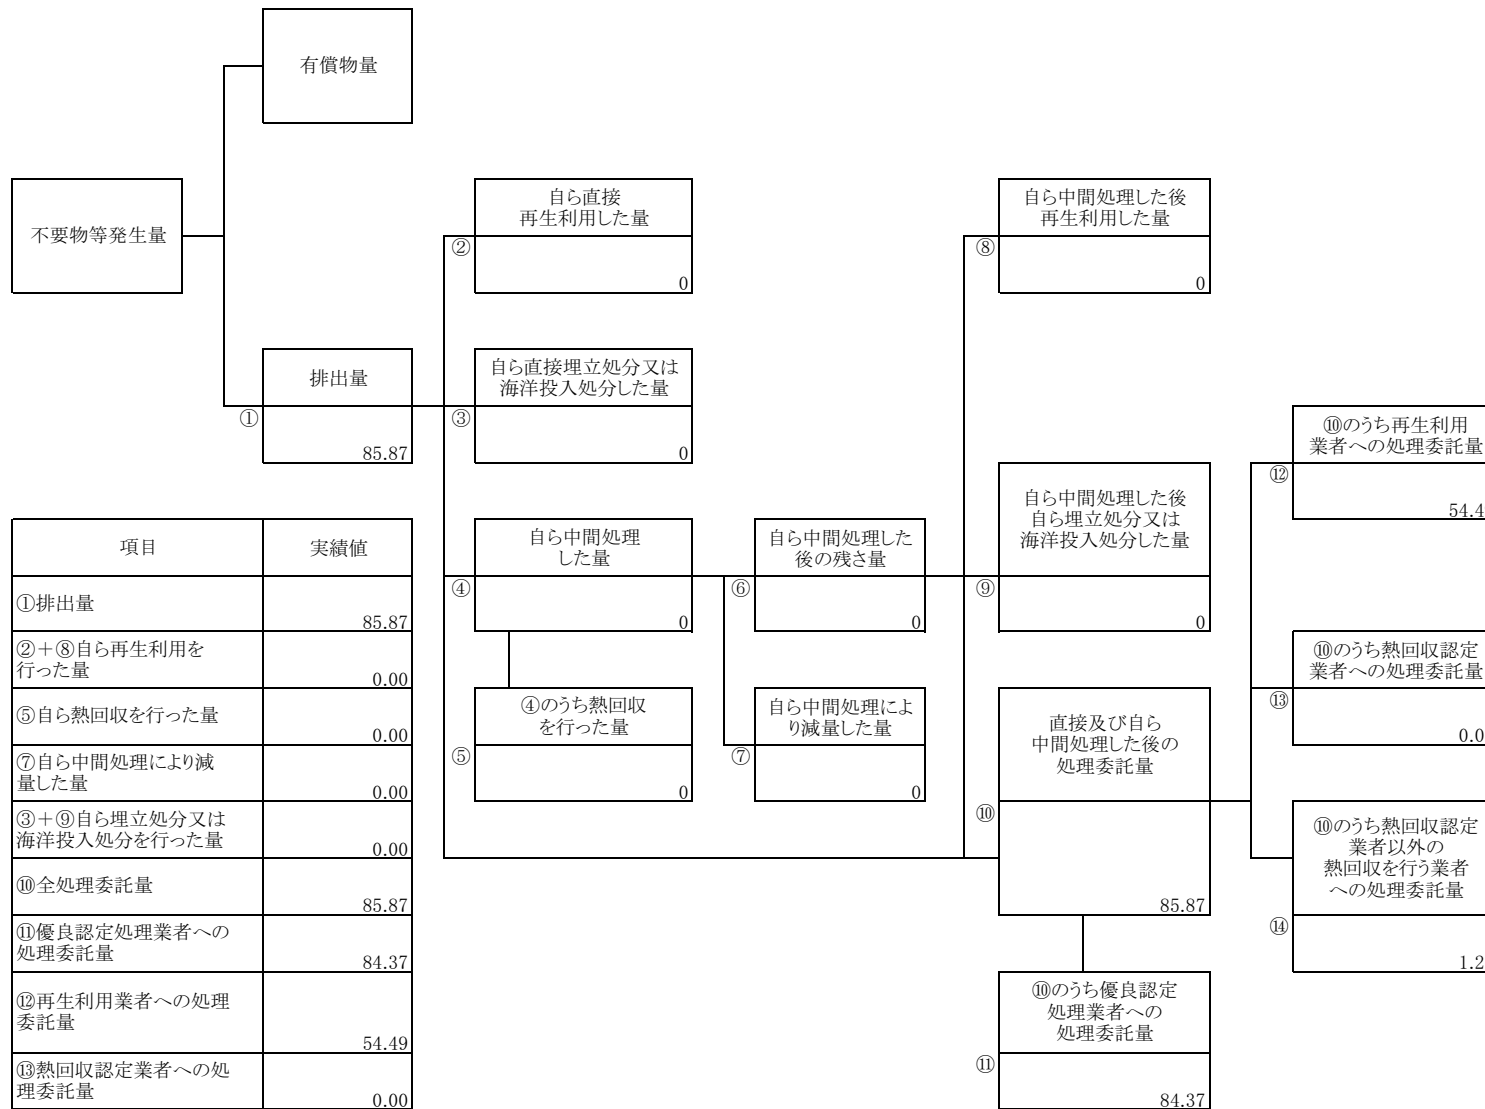 有償物量
不要物等発生量
自ら直接
再生利用した量
②
0
自ら中間処理した後
再生利用した量
⑧
0
排出量
①
85.87
自ら直接埋立処分又は
海洋投入処分した量
③
0
⑩のうち再生利用
業者への処理委託量
⑫
54.4
自ら中間処理
した量
④
0
自ら中間処理した
後の残さ量
⑥
0
自ら中間処理した後
自ら埋立処分又は
海洋投入処分した量
⑨
0
④のうち熱回収
を行った量
⑤
0
自ら中間処理によ
り減量した量
⑦
0
直接及び自ら
中間処理した後の
処理委託量
⑩
85.87
⑩のうち熱回収認定
業者への処理委託量
⑬
0.0
⑩のうち熱回収認定
業者以外の
熱回収を行う業者
への処理委託量
⑭
1.2
⑩のうち優良認定
処理業者への
処理委託量
⑪
84.37
項目 実績値
①排出量
85.87
②＋⑧自ら再生利用を
行った量
0.00
⑤自ら熱回収を行った量
0.00
⑦自ら中間処理により減
量した量
0.00
③＋⑨自ら埋立処分又は
海洋投入処分を行った量
0.00
⑩全処理委託量
85.87
⑪優良認定処理業者への
処理委託量
84.37
⑫再生利用業者への処理
委託量
54.49
⑬熱回収認定業者への処
理委託量
0.00